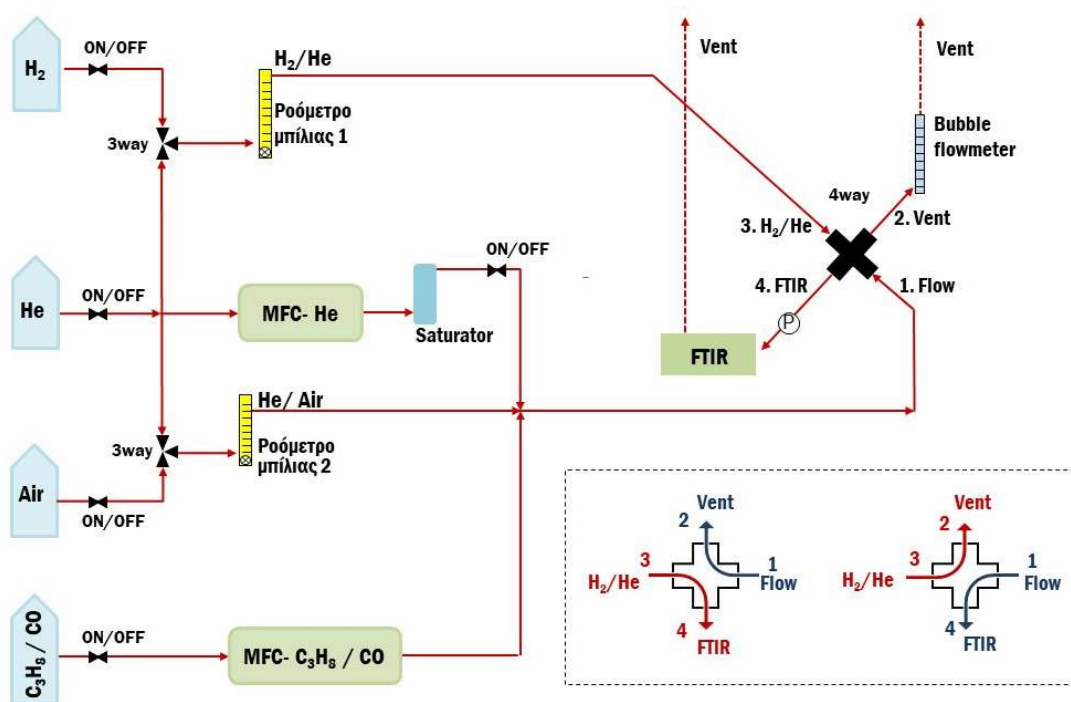 ON/OFF
H₂
H₂/He
Ροόμετρο
μπίλιας 1
3way
Vent
Vent
Bubble
flowmeter
4way
3. H₂/He
2. Vent
4. FTIR
1. Flow
P
FTIR
ON/OFF
He
ON/OFF
MFC- He
Saturator
He/ Air
3way
Ροόμετρο
μπίλιας 2
Air
ON/OFF
C₃H₈ / CO
ON/OFF
MFC- C₃H₈ / CO
Vent
2
3
1
H₂/He
Flow
4
FTIR
Vent
2
3
1
H₂/He
Flow
4
FTIR